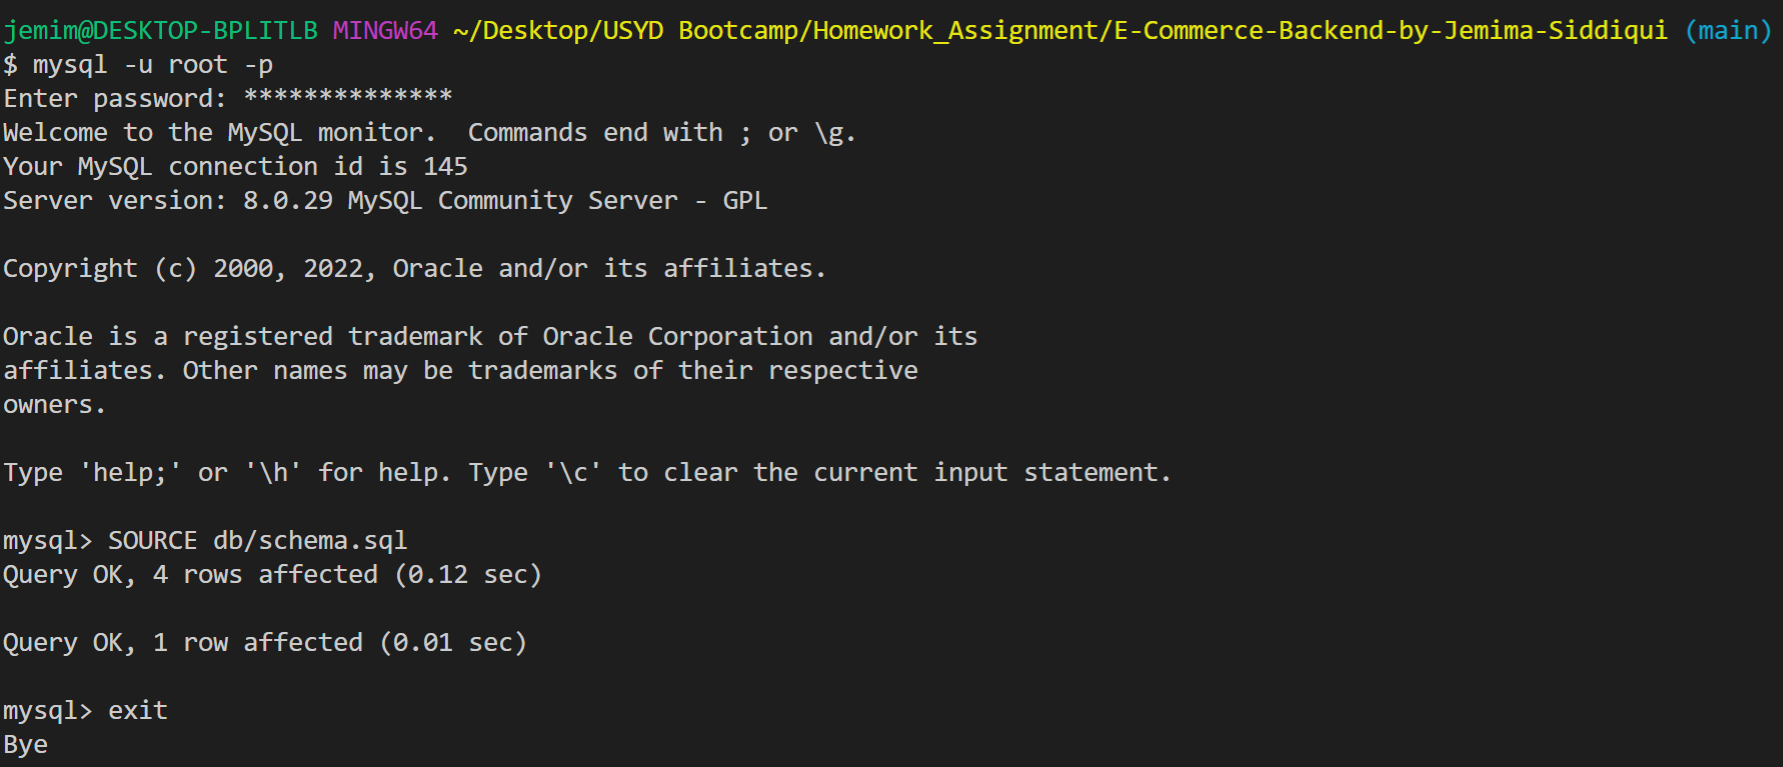 jemim@DESKTOP-BPLITLB MINGW64 ~/Desktop/USYD Bootcamp/Homework_Assignment/E-Commerce-Backend-by-Jemima-Siddiqui (main)
$ mysql -u root -p
Enter password: **************
Welcome to the MySQL monitor.  Commands end with ; or \g.
Your MySQL connection id is 145
Server version: 8.0.29 MySQL Community Server - GPL
Copyright (c) 2000, 2022, Oracle and/or its affiliates.
Oracle is a registered trademark of Oracle Corporation and/or its
affiliates. Other names may be trademarks of their respective
owners.
Type 'help;' or '\h' for help. Type '\c' to clear the current input statement.
mysql> SOURCE db/schema.sql
Query OK, 4 rows affected (0.12 sec)
Query OK, 1 row affected (0.01 sec)
mysql> exit
Bye